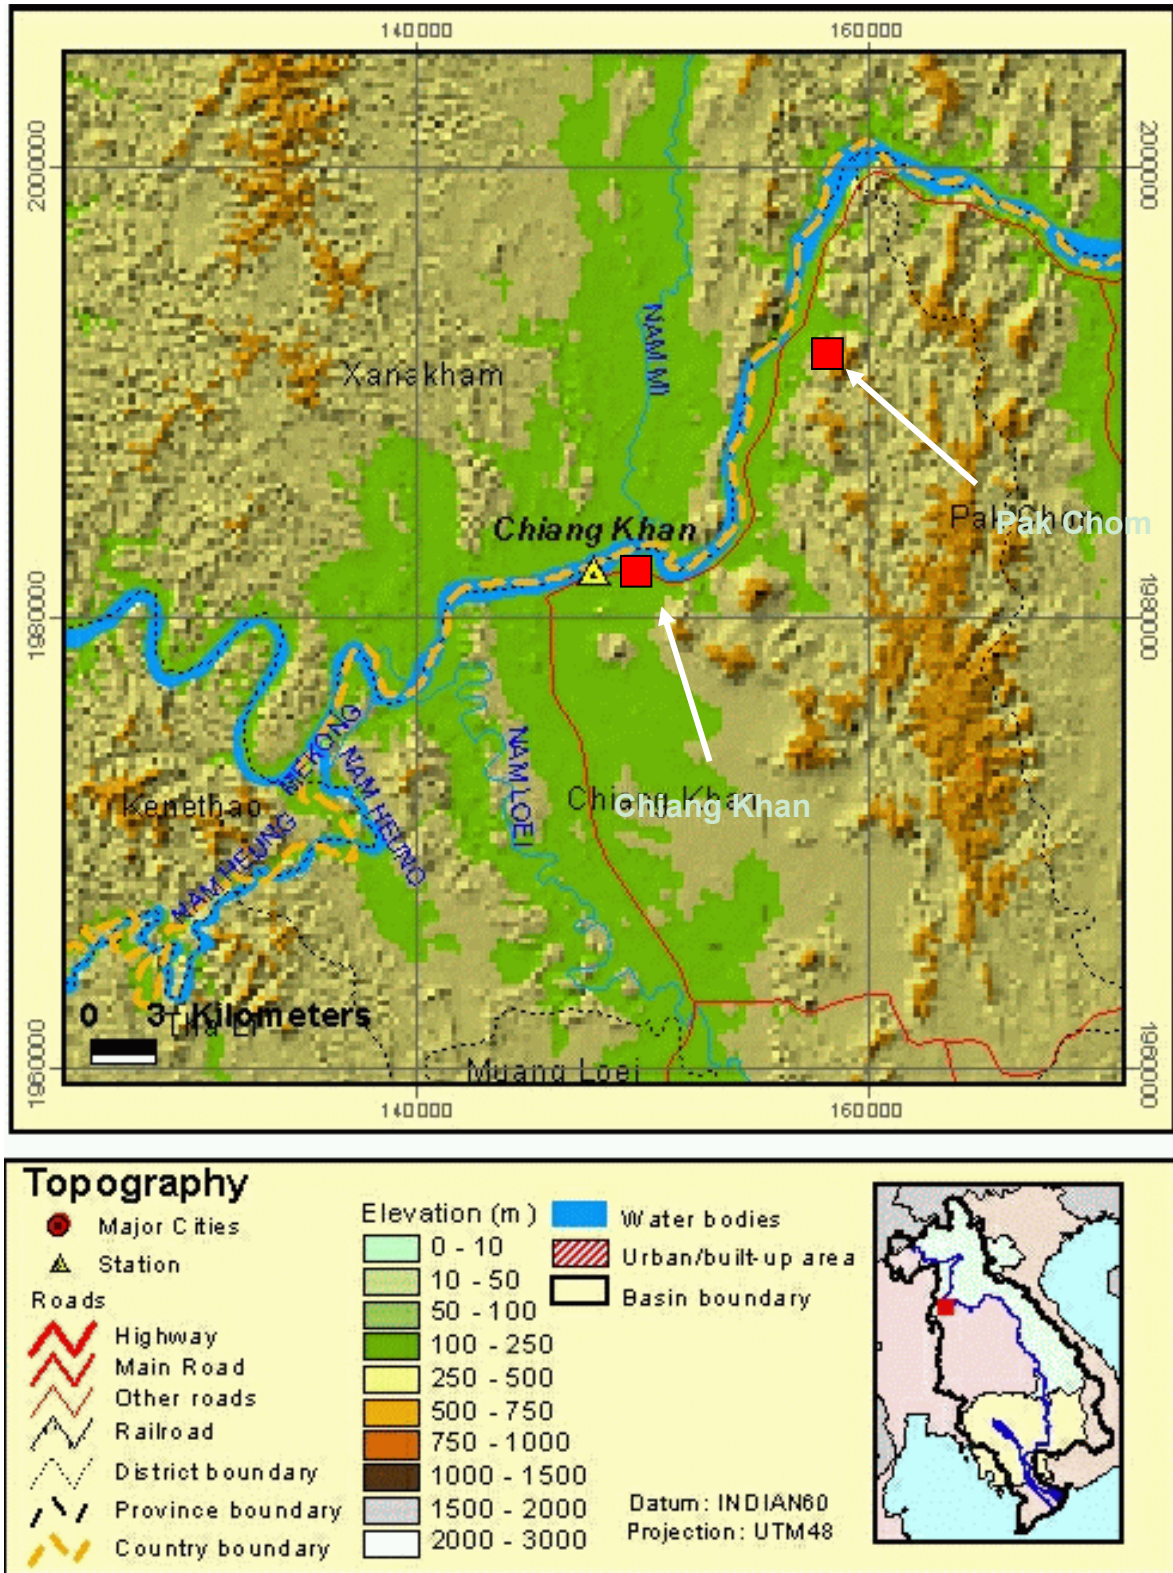 140000 160000
2000000 2000000
NAM MI
Xanakham
Pak Chom
Pak Chom
Chiang Khan
1980000 1980000
MEKONG
NAM HEUNG
NAM LOEI
Kenethao
Chiang Khan
Chiang Khan
NAM HEUNG
0 3 Kilometers
Muang Loei
1960000 1960000
140000 160000
Topography
Major Cities
Station
Roads
Highway
Main Road
Other roads
Railroad
District boundary
Province boundary
Country boundary
Elevation (m)
0 - 10
10 - 50
50 - 100
100 - 250
250 - 500
500 - 750
750 - 1000
1000 - 1500
1500 - 2000
2000 - 3000
Water bodies
Urban/built-up area
Basin boundary
Datum: INDIAN60
Projection: UTM48